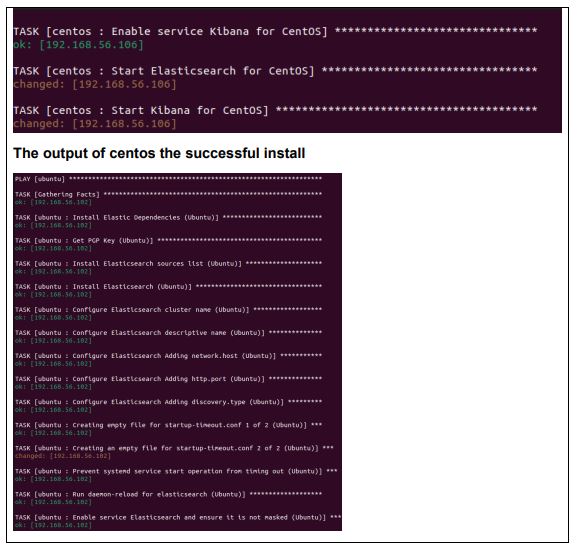 TASK [centos : Enable service Kibana for CentOS] *******************************
ok: [192.168.56.106]
TASK [centos : Start Elasticsearch for CentOS] *********************************
changed: [192.168.56.106]
TASK [centos : Start Kibana for CentOS] ****************************************
changed: [192.168.56.106]
The output of centos the successful install
PLAY [ubuntu] ******************************************************************
TASK [Gathering Facts] *********************************************************
ok: [192.168.56.102]
TASK [ubuntu : Install Elastic Dependencies (Ubuntu)] **************************
ok: [192.168.56.102]
TASK [ubuntu : Get PGP Key (Ubuntu)] *******************************************
ok: [192.168.56.102]
TASK [ubuntu : Install Elasticsearch sources list (Ubuntu)] ********************
ok: [192.168.56.102]
TASK [ubuntu : Install Elasticsearch (Ubuntu)] *********************************
ok: [192.168.56.102]
TASK [ubuntu : Configure Elasticsearch cluster name (Ubuntu)] ******************
ok: [192.168.56.102]
TASK [ubuntu : Configure Elasticsearch descriptive name (Ubuntu)] **************
ok: [192.168.56.102]
TASK [ubuntu : Configure Elasticsearch Adding network.host (Ubuntu)] ***********
ok: [192.168.56.102]
TASK [ubuntu : Configure Elasticsearch Adding http.port (Ubuntu)] **************
ok: [192.168.56.102]
TASK [ubuntu : Configure Elasticsearch Adding discovery.type (Ubuntu)] *********
ok: [192.168.56.102]
TASK [ubuntu : Creating empty file for startup-timeout.conf 1 of 2 (Ubuntu)] ***
ok: [192.168.56.102]
TASK [ubuntu : Creating an empty file for startup-timeout.conf 2 of 2 (Ubuntu)] ***
changed: [192.168.56.102]
TASK [ubuntu : Prevent systemd service start operation from timing out (Ubuntu)] ***
ok: [192.168.56.102]
TASK [ubuntu : Run daemon-reload for elasticsearch (Ubuntu)] *******************
ok: [192.168.56.102]
TASK [ubuntu : Enable service Elasticsearch and ensure it is not masked (Ubuntu)] ***
ok: [192.168.56.102]